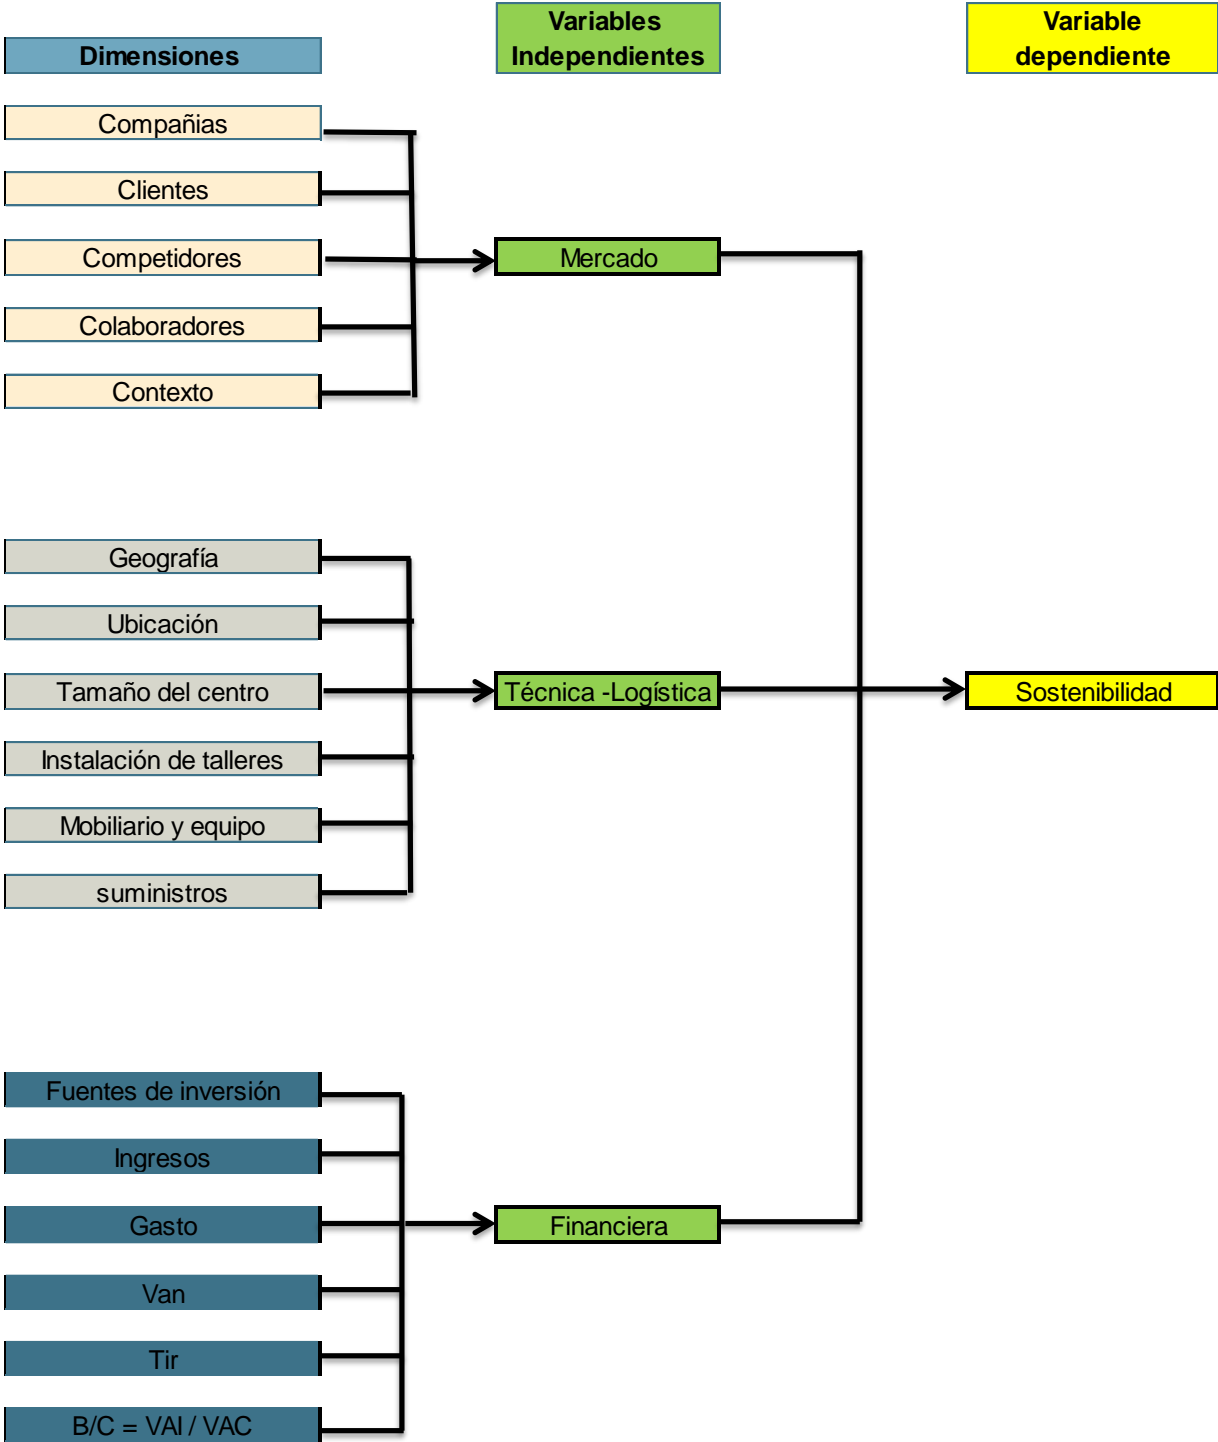 Dimensiones
Variables
Independientes
Variable
dependiente
Compañias
Clientes
Competidores
Colaboradores
Contexto
Mercado
Geografía
Ubicación
Tamaño del centro
Instalación de talleres
Mobiliario y equipo
suministros
Técnica -Logística
Sostenibilidad
Fuentes de inversión
Ingresos
Gasto
Van
Tir
B/C = VAI / VAC
Financiera